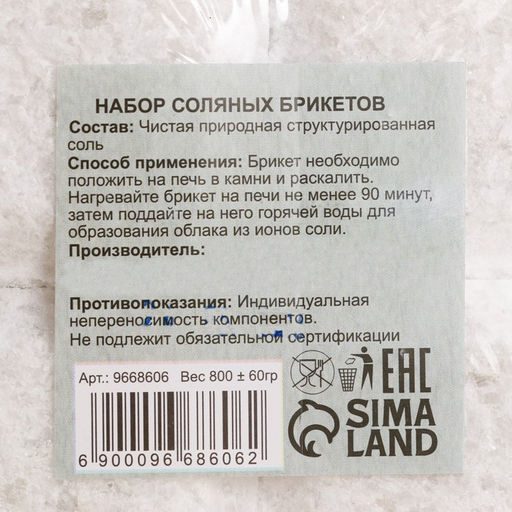 НАБОР СОЛЯНЫХ БРИКЕТОВ
Состав: Чистая природная структурированная
соль
Способ применения: Брикет необходимо
положить на печь в камни и раскалить.
Нагревайте брикет на печи не менее 90 минут,
затем поддайте на него горячей воды для
образования облака из ионов соли.
Производитель:
Противопоказания: Индивидуальная
непереносимость компонентов.
Не подлежит обязательной сертификации
Арт.: 9668606 Вес 800 ± 60гр
6 900096 686062
EAC
SIMA
LAND